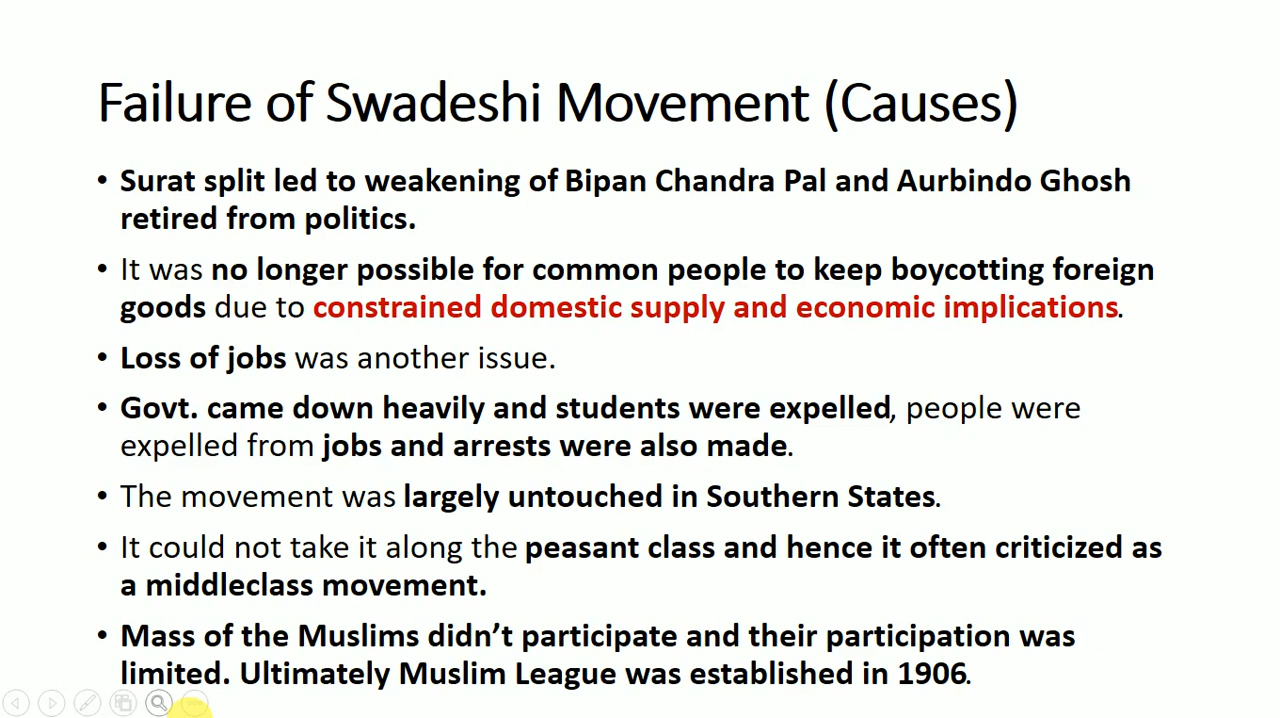 Failure of Swadeshi Movement (Causes)
• Surat split led to weakening of Bipan Chandra Pal and Aurbindo Ghosh
retired from politics.
• It was no longer possible for common people to keep boycotting foreign
goods due to constrained domestic supply and economic implications.
• Loss of jobs was another issue.
• Govt. came down heavily and students were expelled, people were
expelled from jobs and arrests were also made.
• The movement was largely untouched in Southern States.
• It could not take it along the peasant class and hence it often criticized as
a middleclass movement.
• Mass of the Muslims didn’t participate and their participation was
limited. Ultimately Muslim League was established in 1906.